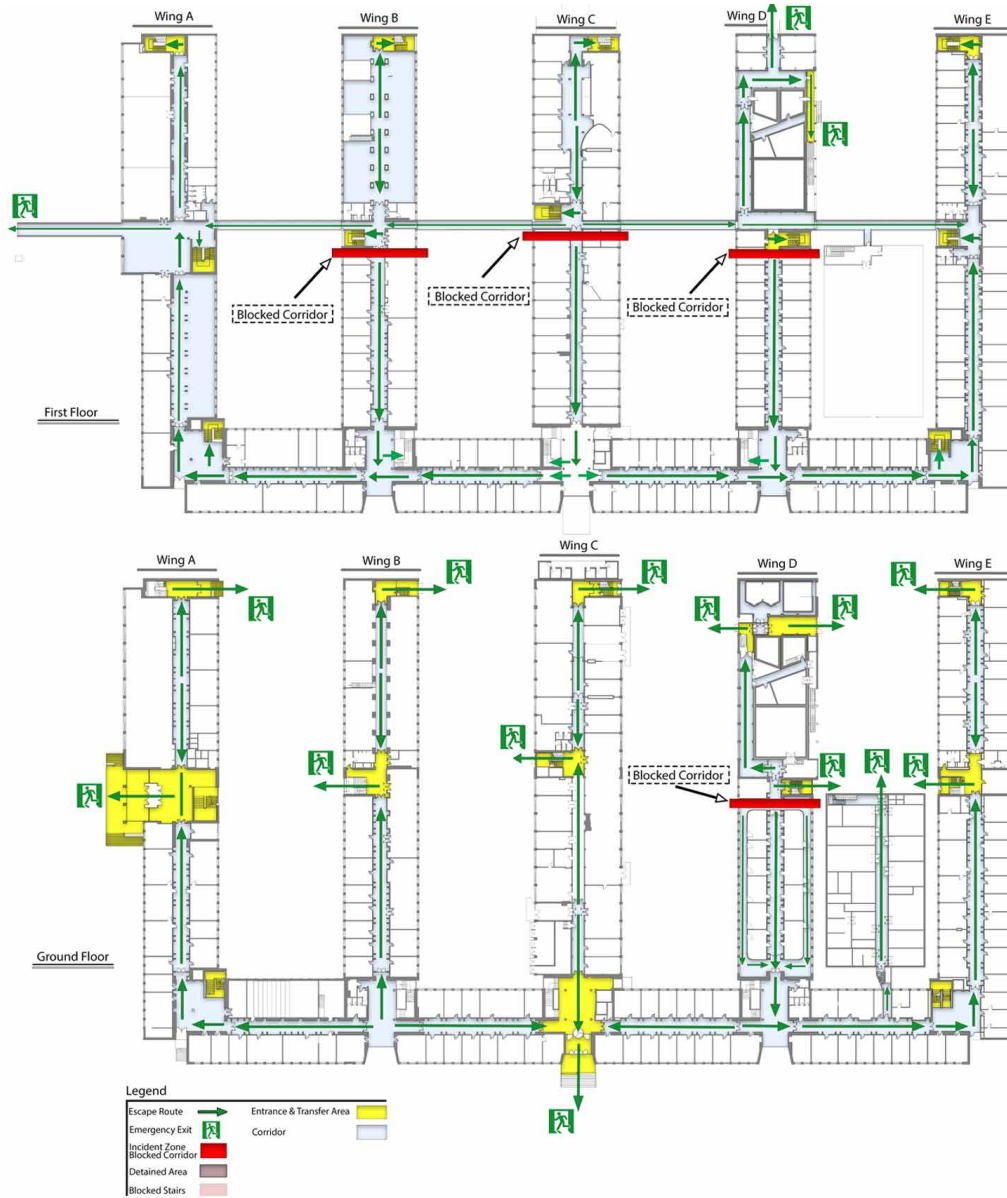 Wing A
Wing B
Wing C
Wing D
Wing E
Blocked Corridor
Blocked Corridor
Blocked Corridor
First Floor
Wing A
Wing B
Wing C
Wing D
Wing E
Blocked Corridor
Ground Floor
Legend
Escape Route
Entrance & Transfer Area
Emergency Exit
Corridor
Incident Zone
Blocked Corridor
Detained Area
Blocked Stairs